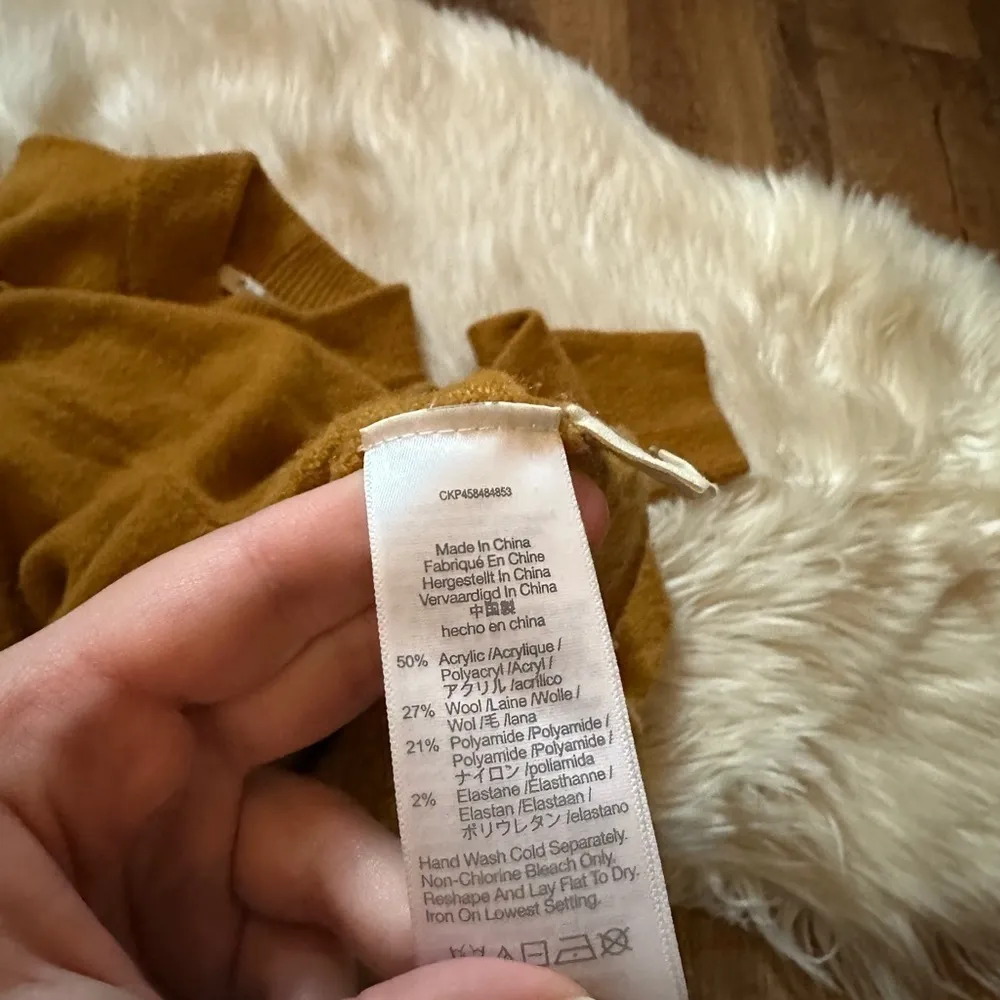 CKP458484853
Made In China
Fabriqué En Chine
Hergestellt In China
Vervaardigd In China
中国製
hecho en china
50% Acrylic /Acrylique /
Polyacryl /Acryl /
アクリル /acrílico
27% Wool /Laine /Wolle /
Wol /毛 /lana
21% Polyamide /Polyamide /
Polyamide /Polyamide /
ナイロン /poliamida
2% Elastane /Elasthanne /
Elastan /Elastaan /
ポリウレタン /elastano
Hand Wash Cold Separately.
Non-Chlorine Bleach Only.
Reshape And Lay Flat To Dry.
Iron On Lowest Setting.